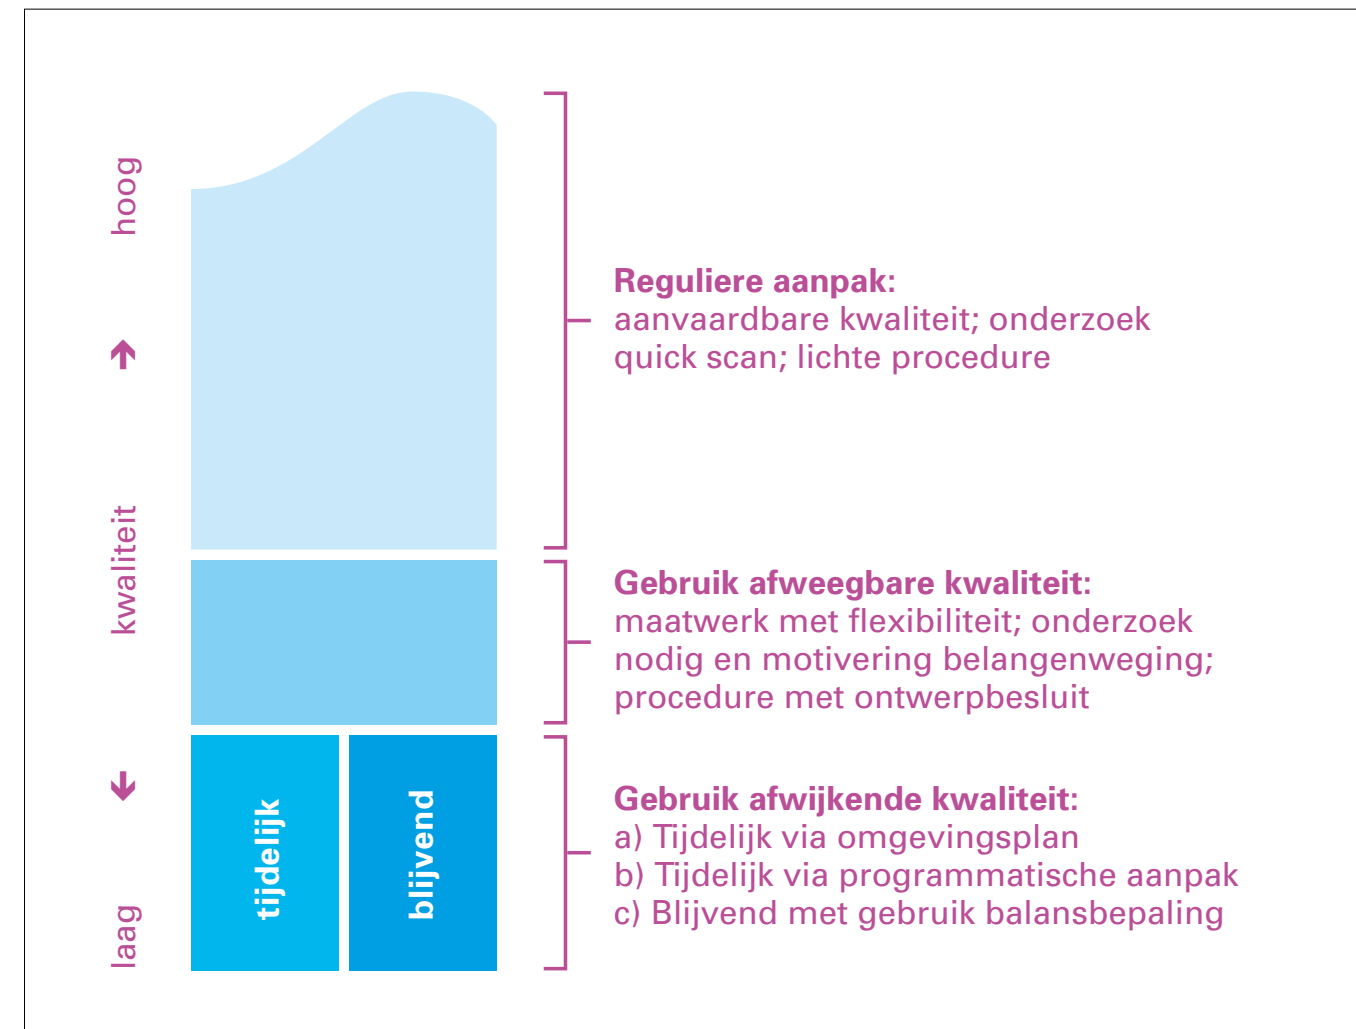 hoog
kwaliteit
laag
Reguliere aanpak:
aanvaardbare kwaliteit; onderzoek
quick scan; lichte procedure
Gebruik afweegbare kwaliteit:
maatwerk met flexibiliteit; onderzoek
nodig en motivering belangenweging;
procedure met ontwerpbesluit
tijdelijk
blijvend
Gebruik afwijkende kwaliteit:
a) Tijdelijk via omgevingsplan
b) Tijdelijk via programmatische aanpak
c) Blijvend met gebruik balansbepaling